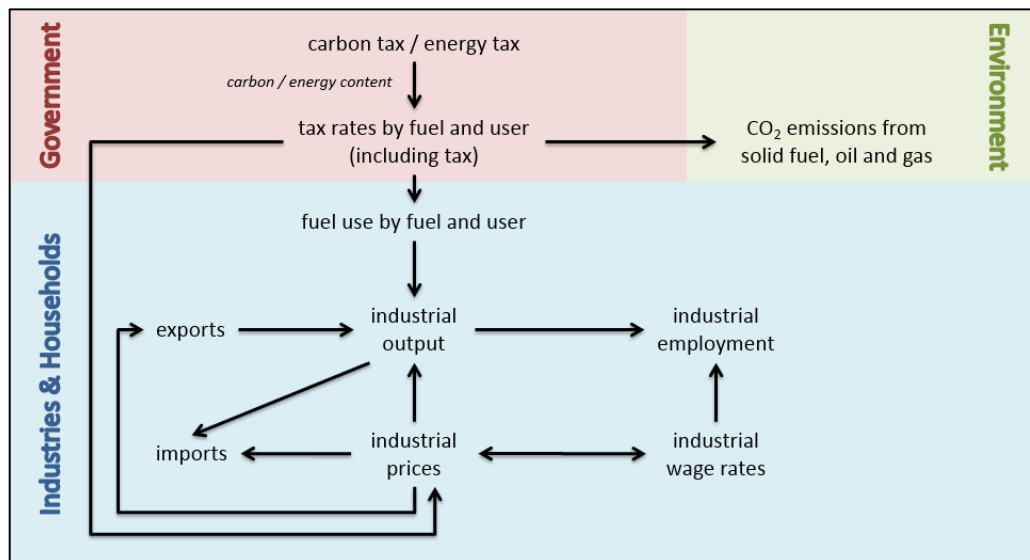 Government
carbon tax / energy tax
carbon / energy content
tax rates by fuel and user
(including tax)
CO₂ emissions from
solid fuel, oil and gas
Environment
Industries & Households
fuel use by fuel and user
exports
industrial
output
industrial
employment
imports
industrial
prices
industrial
wage rates